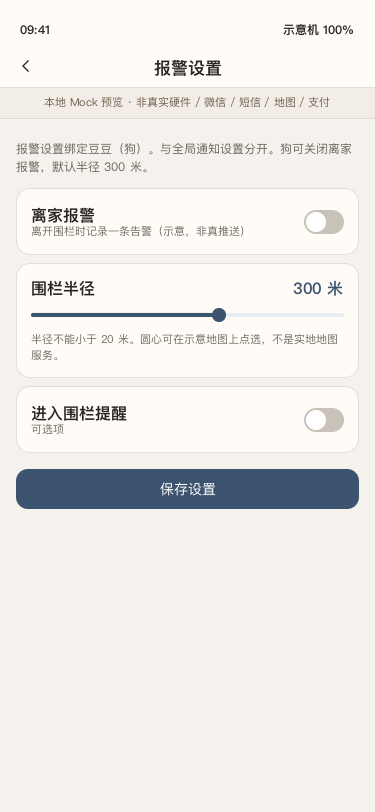 09:41 示意机 100%
报警设置
本地 Mock 预览 · 非真实硬件 / 微信 / 短信 / 地图 / 支付
报警设置绑定豆豆（狗）。与全局通知设置分开。狗可关闭离家
报警，默认半径 300 米。
离家报警
离开围栏时记录一条告警（示意，非真推送）
围栏半径 300 米
半径不能小于 20 米。圆心可在示意地图上点选，不是实地地图
服务。
进入围栏提醒
可选项
保存设置